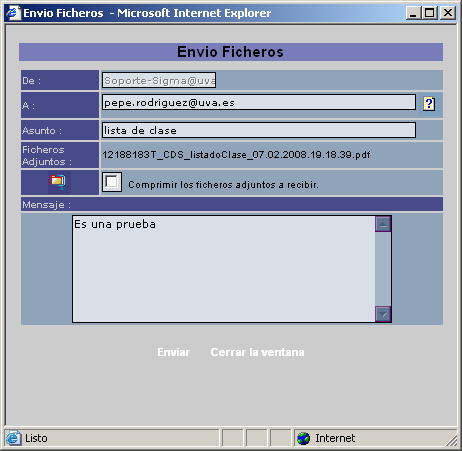 Envio Ficheros - Microsoft Internet Explorer
Envio Ficheros
De :
Soporte-Sigma@uva
A :
pepe.rodriguez@uva.es
?
Asunto :
lista de clase
Ficheros
Adjuntos :
12188183T_CDS_listadoClase_07.02.2008.19.18.39.pdf
Comprimir los ficheros adjuntos a recibir.
Mensaje :
Es una prueba
Enviar Cerrar la ventana
Listo
Internet